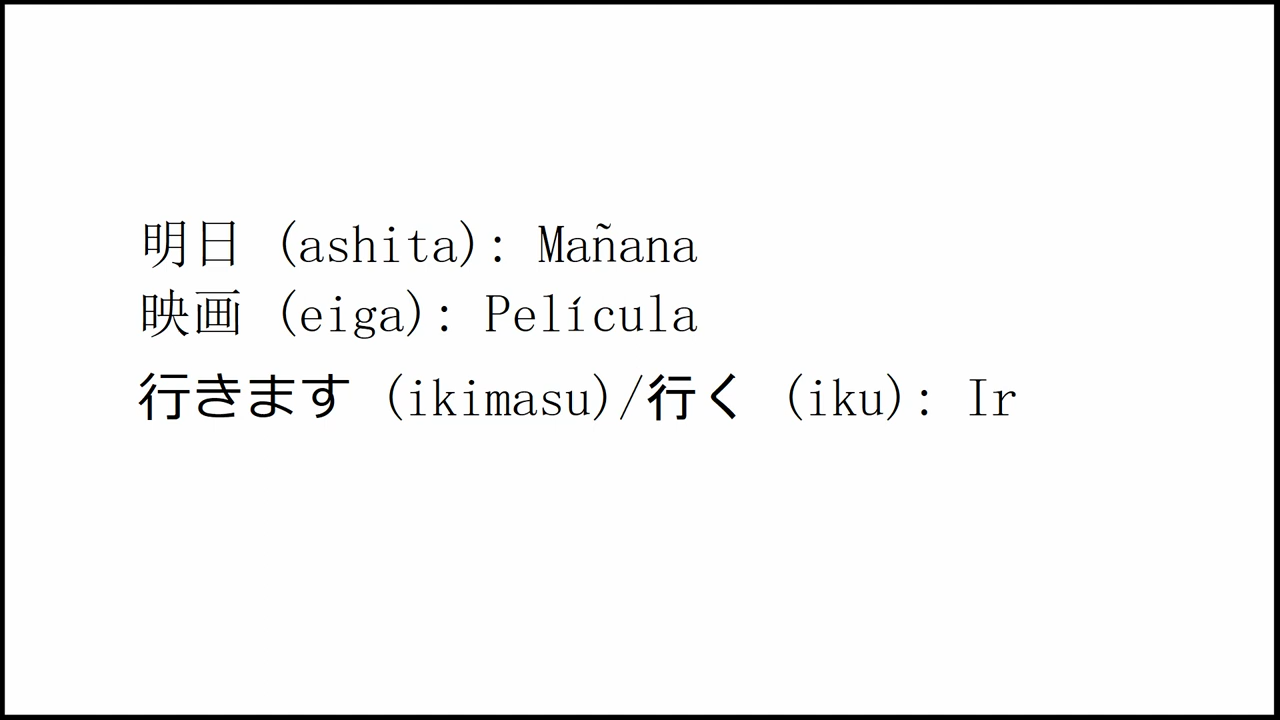 明日 (ashita): Mañana
映画 (eiga): Película
行きます (ikimasu)/行く (iku): Ir